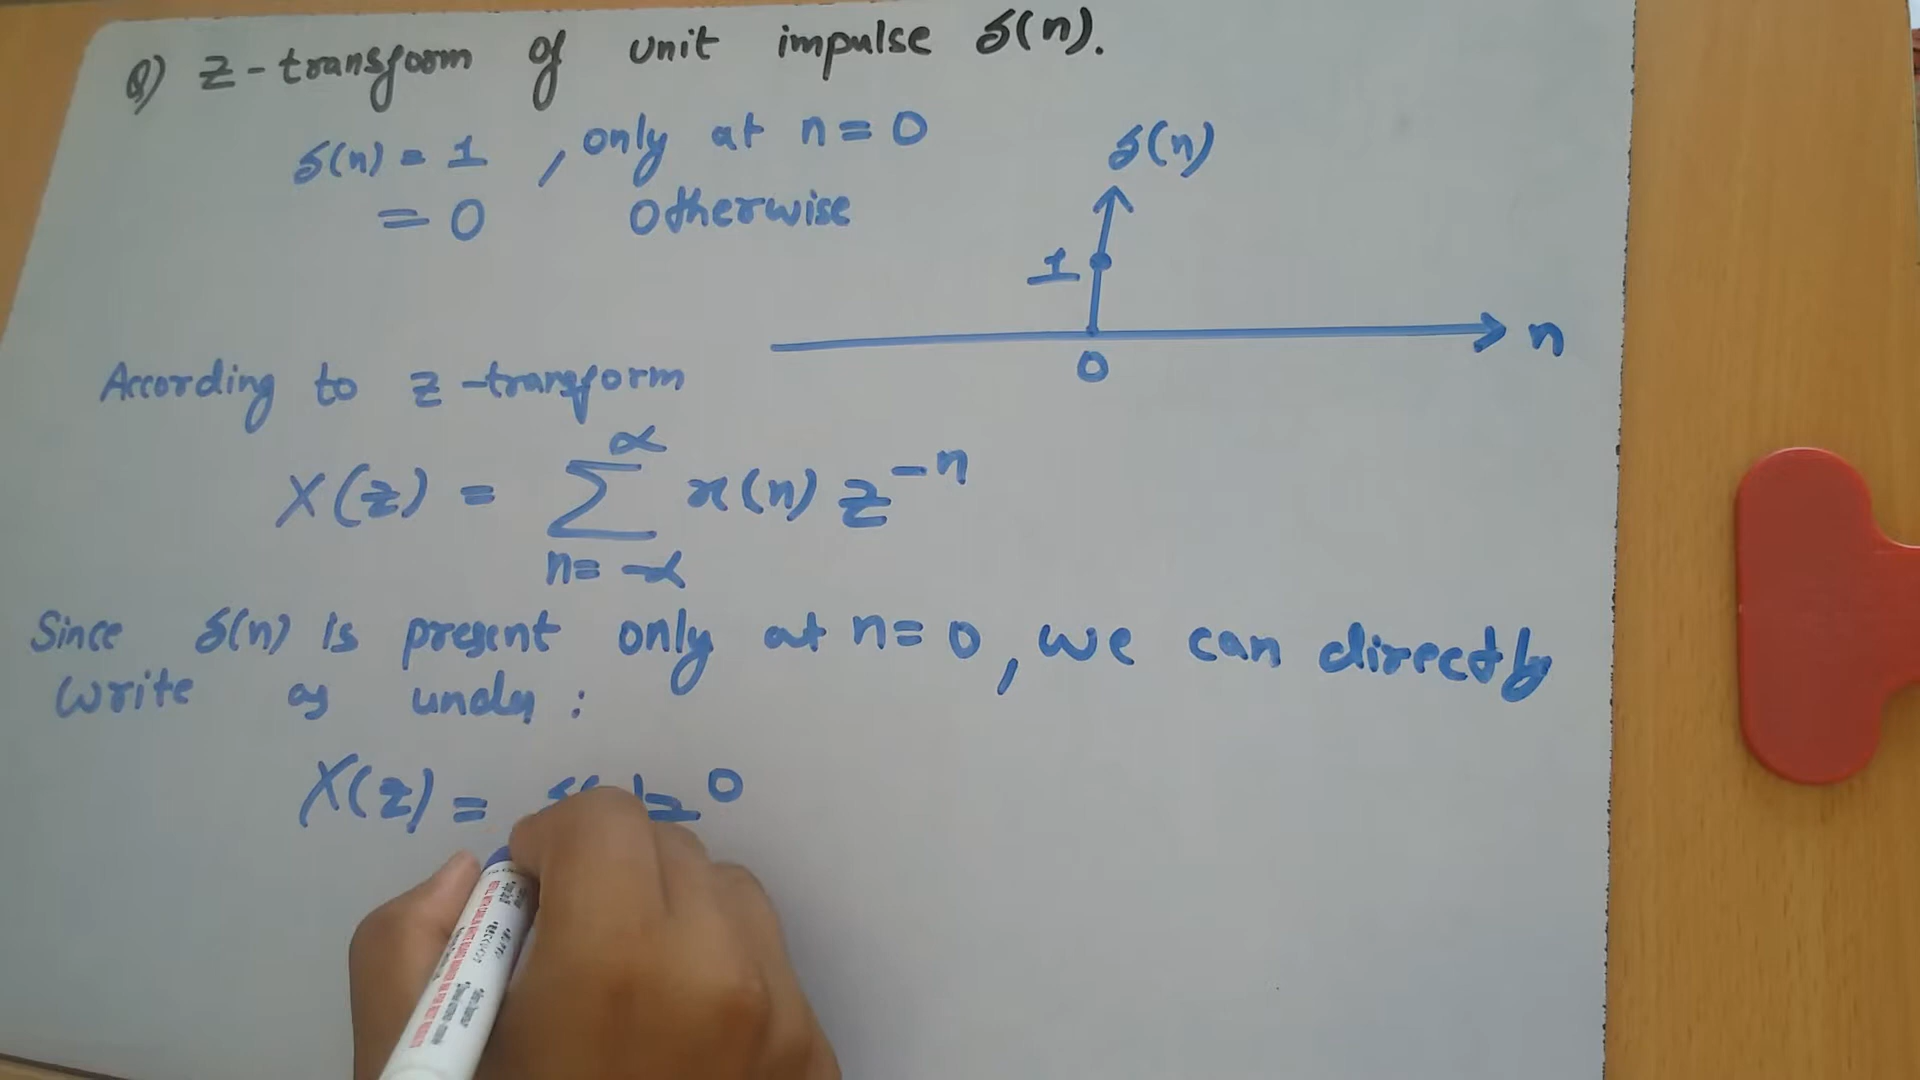 Q) Z-transform of unit impulse δ(n).
δ(n) = 1 , only at n = 0
= 0 otherwise
δ(n)
1
n
0
According to z-transform
X(z) = ∑ x(n) z^-n
∝
n = -∝
Since δ(n) is present only at n = 0, we can directly
write as under :
X(z) = z^0